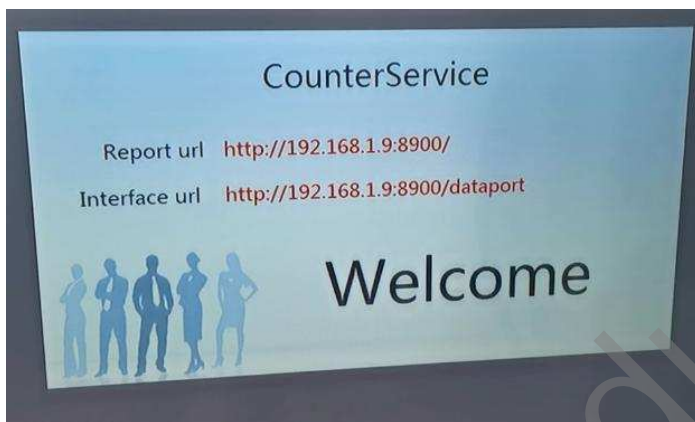 CounterService
Report url http://192.168.1.9:8900/
Interface url http://192.168.1.9:8900/dataport
Welcome